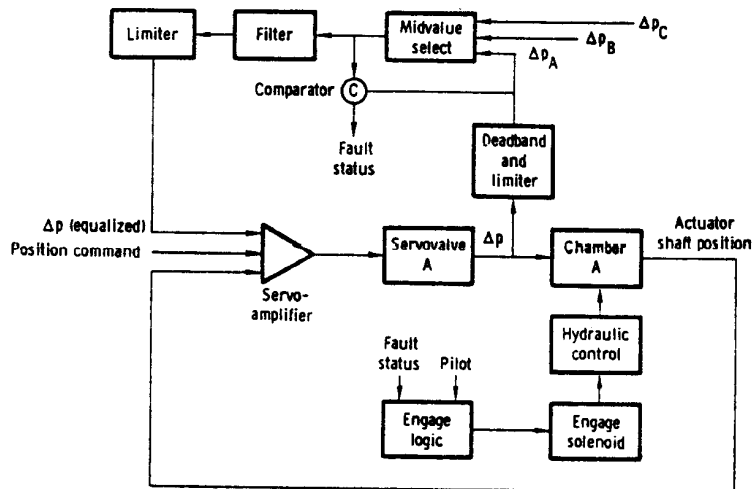 Limiter
Filter
Midvalue
select
Δp_C
Δp_B
Δp_A
Comparator
C
Fault
status
Deadband
and
limiter
Δp (equalized)
Position command
Servo-
amplifier
Servovalve
A
Δp
Chamber
A
Actuator
shaft position
Hydraulic
control
Fault
status
Pilot
Engage
logic
Engage
solenoid